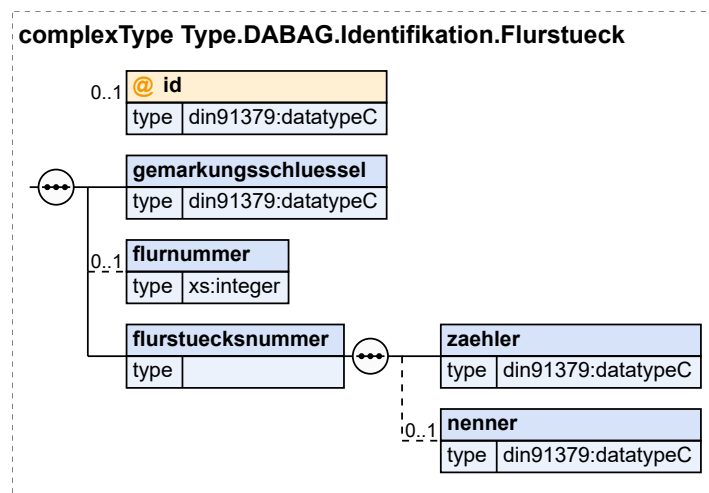 complexType Type.DABAG.Identifikation.Flurstueck
0..1 @ id
type din91379:datatypeC
gemarkungsschluessel
type din91379:datatypeC
0..1 flurnummer
type xs:integer
flurstuecksnummer
type
zaehler
type din91379:datatypeC
0..1 nenner
type din91379:datatypeC